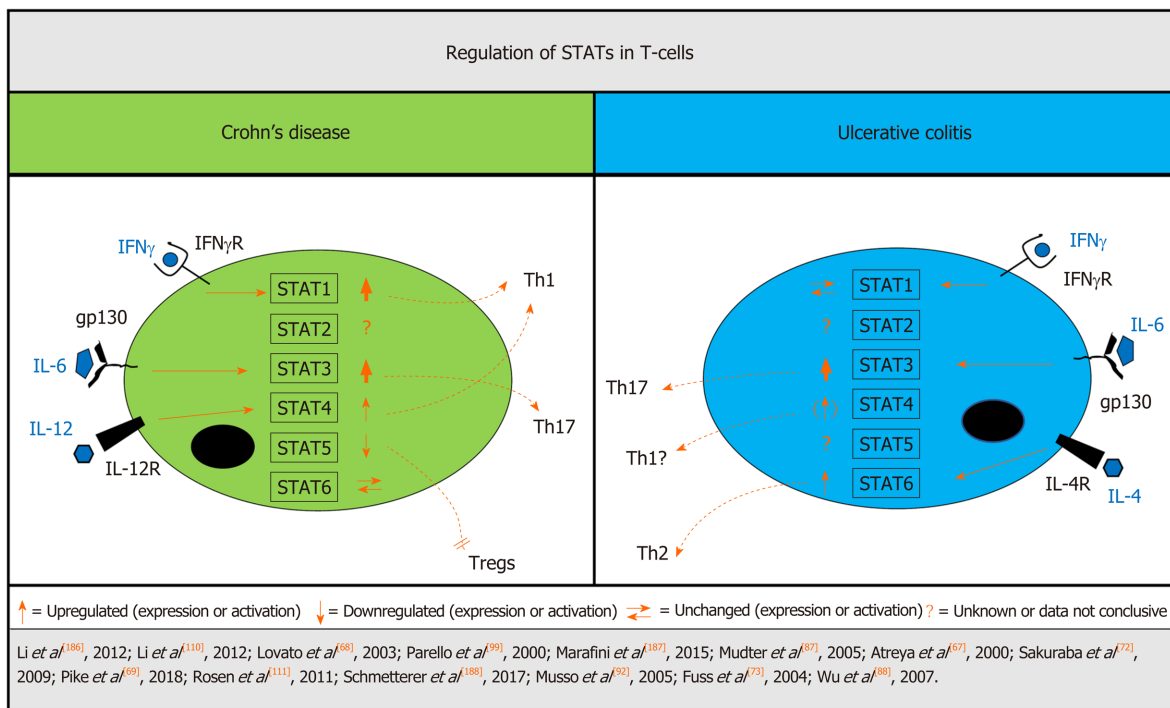 Regulation of STATs in T-cells
Crohn's disease
Ulcerative colitis
IFNγ
IFNγR
STAT1
Th1
gp130
STAT2
?
IL-6
STAT3
STAT4
Th17
IL-12
STAT5
IL-12R
STAT6
Tregs
IFNγ
STAT1
IFNγR
?
STAT2
IL-6
STAT3
Th17
gp130
( )
STAT4
Th1?
?
STAT5
STAT6
IL-4R
IL-4
Th2
↑ = Upregulated (expression or activation) ↓ = Downregulated (expression or activation) ⇄ = Unchanged (expression or activation) ? = Unknown or data not conclusive
Li et al[186], 2012; Li et al[110], 2012; Lovato et al[68], 2003; Parello et al[99], 2000; Marafini et al[187], 2015; Mudter et al[87], 2005; Atreya et al[67], 2000; Sakuraba et al[72],
2009; Pike et al[69], 2018; Rosen et al[111], 2011; Schmetterer et al[188], 2017; Musso et al[92], 2005; Fuss et al[73], 2004; Wu et al[88], 2007.